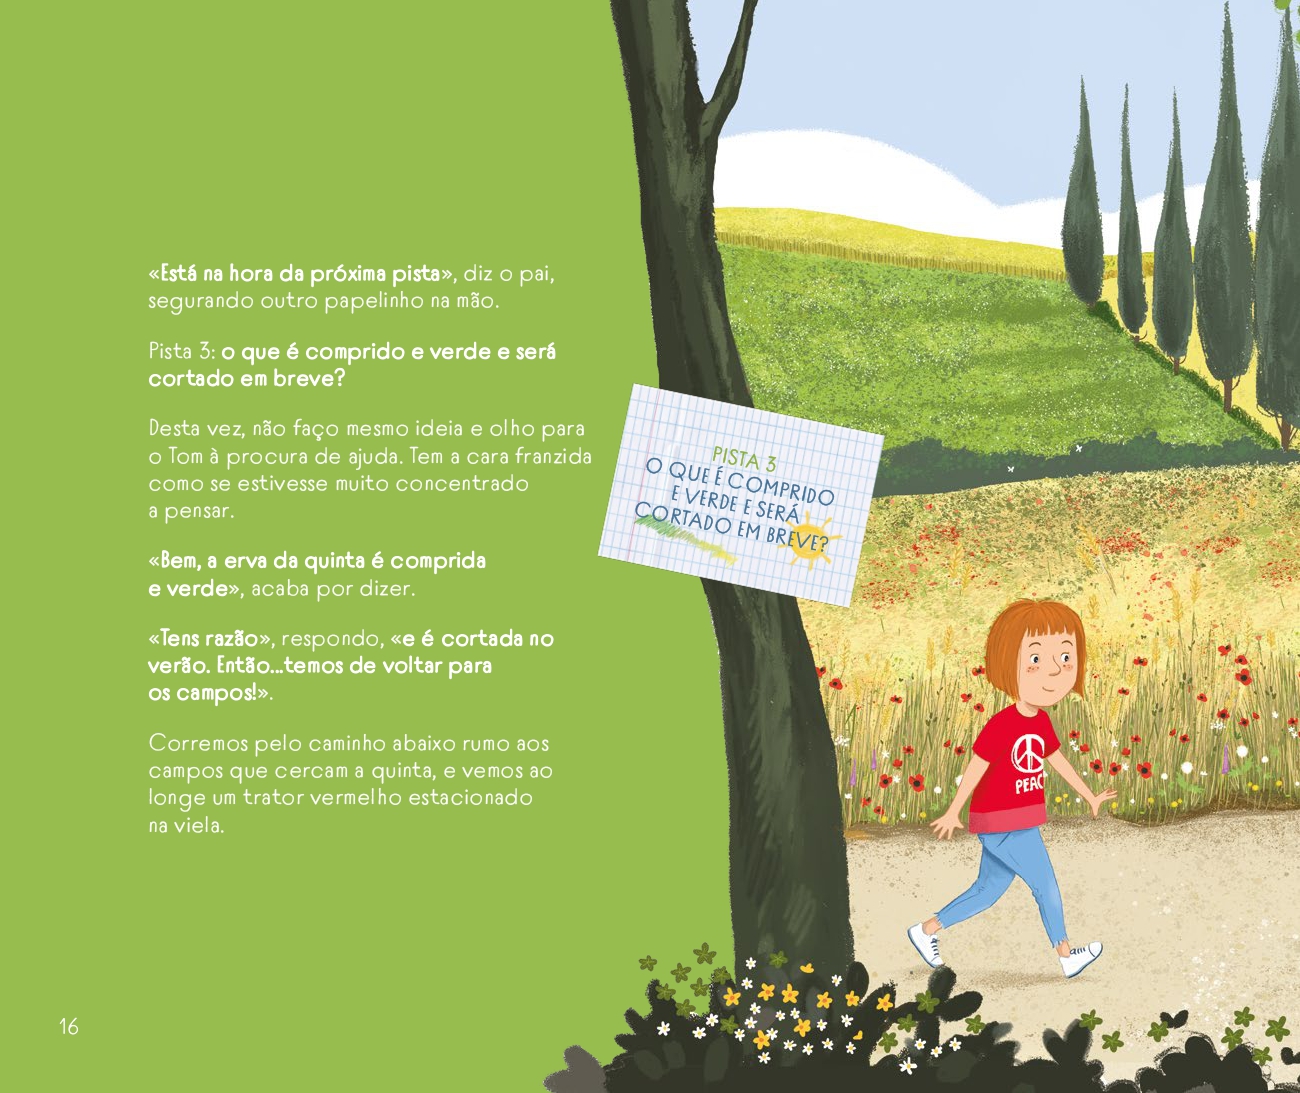 «Está na hora da próxima pista», diz o pai,
segurando outro papelinho na mão.
Pista 3: o que é comprido e verde e será
cortado em breve?
Desta vez, não faço mesmo ideia e olho para
o Tom à procura de ajuda. Tem a cara franzida
como se estivesse muito concentrado
a pensar.
«Bem, a erva da quinta é comprida
e verde», acaba por dizer.
«Tens razão», respondo, «e é cortada no
verão. Então...temos de voltar para
os campos!».
Corremos pelo caminho abaixo rumo aos
campos que cercam a quinta, e vemos ao
longe um trator vermelho estacionado
na viela.
16
PISTA 3
O QUE É COMPRIDO
E VERDE E SERÁ
CORTADO EM BREVE?
PEAC